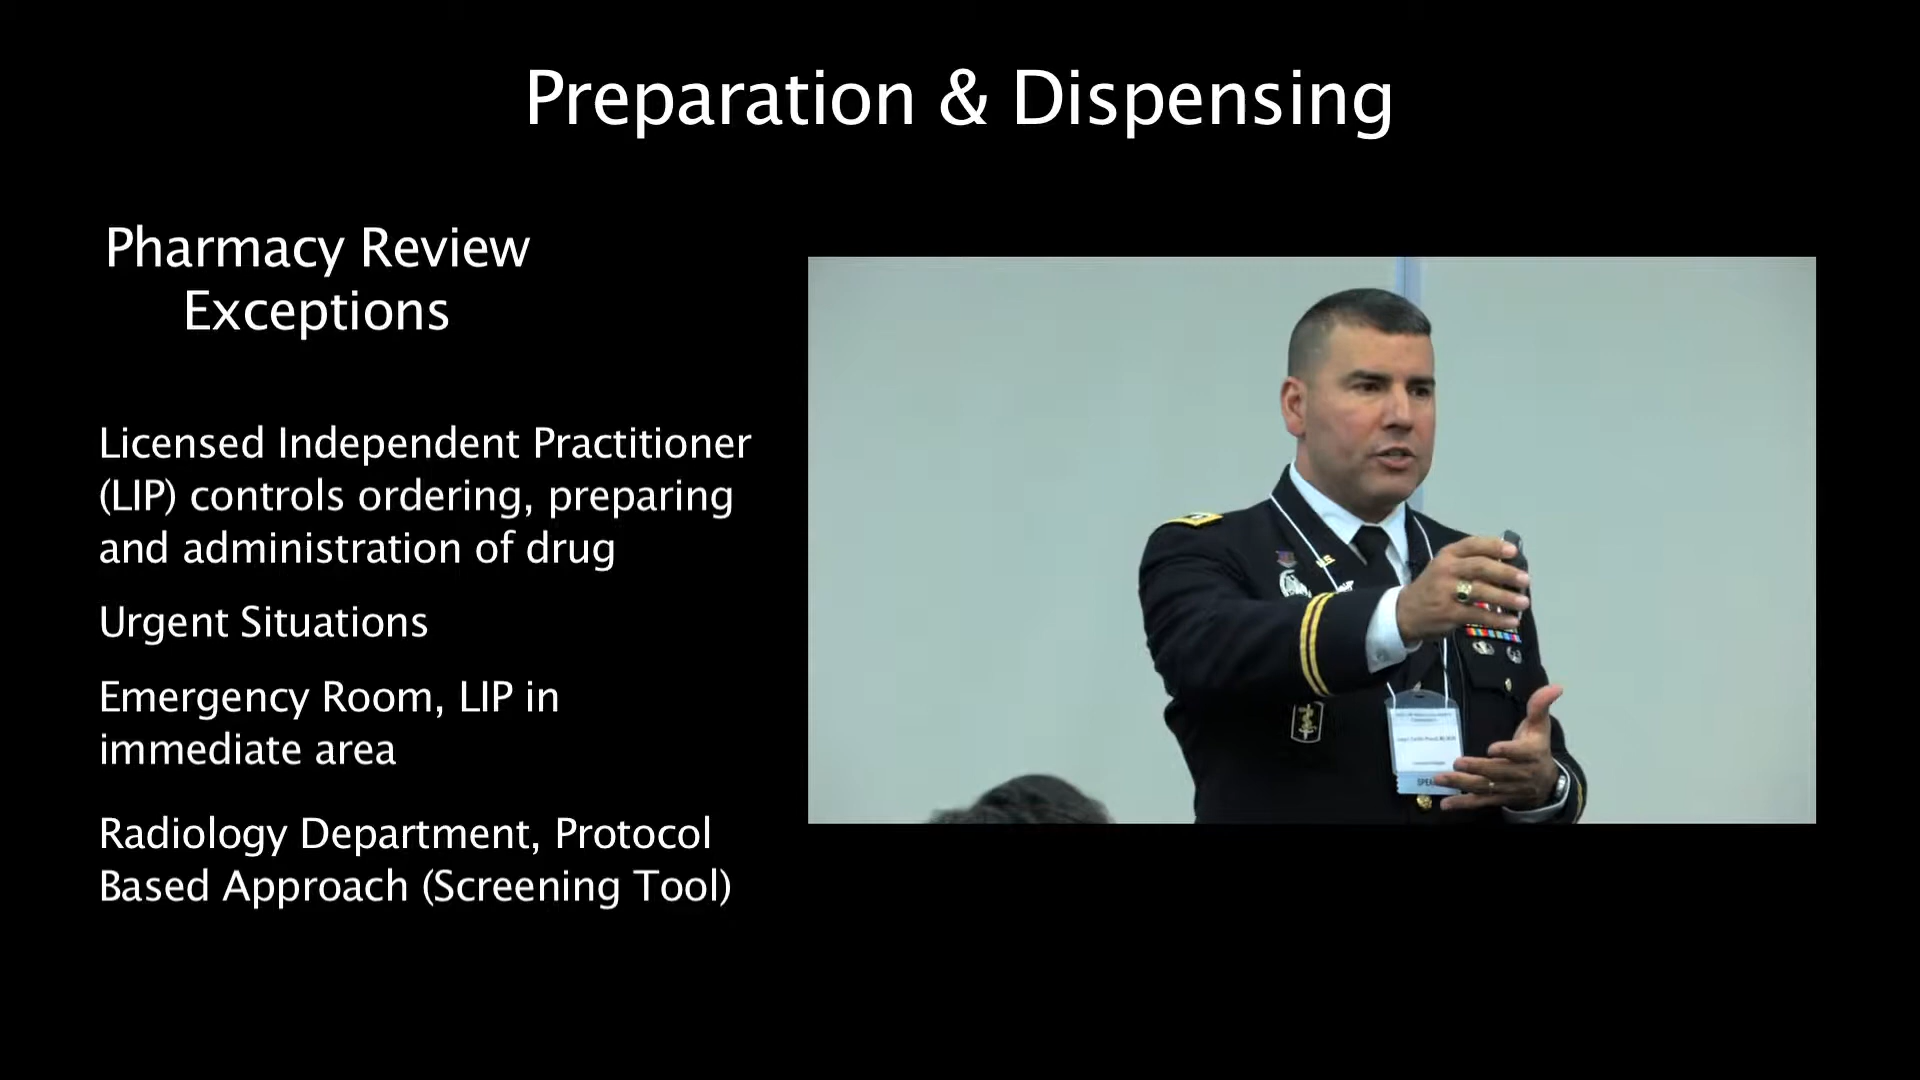 Preparation & Dispensing
Pharmacy Review
Exceptions
Licensed Independent Practitioner
(LIP) controls ordering, preparing
and administration of drug
Urgent Situations
Emergency Room, LIP in
immediate area
Radiology Department, Protocol
Based Approach (Screening Tool)